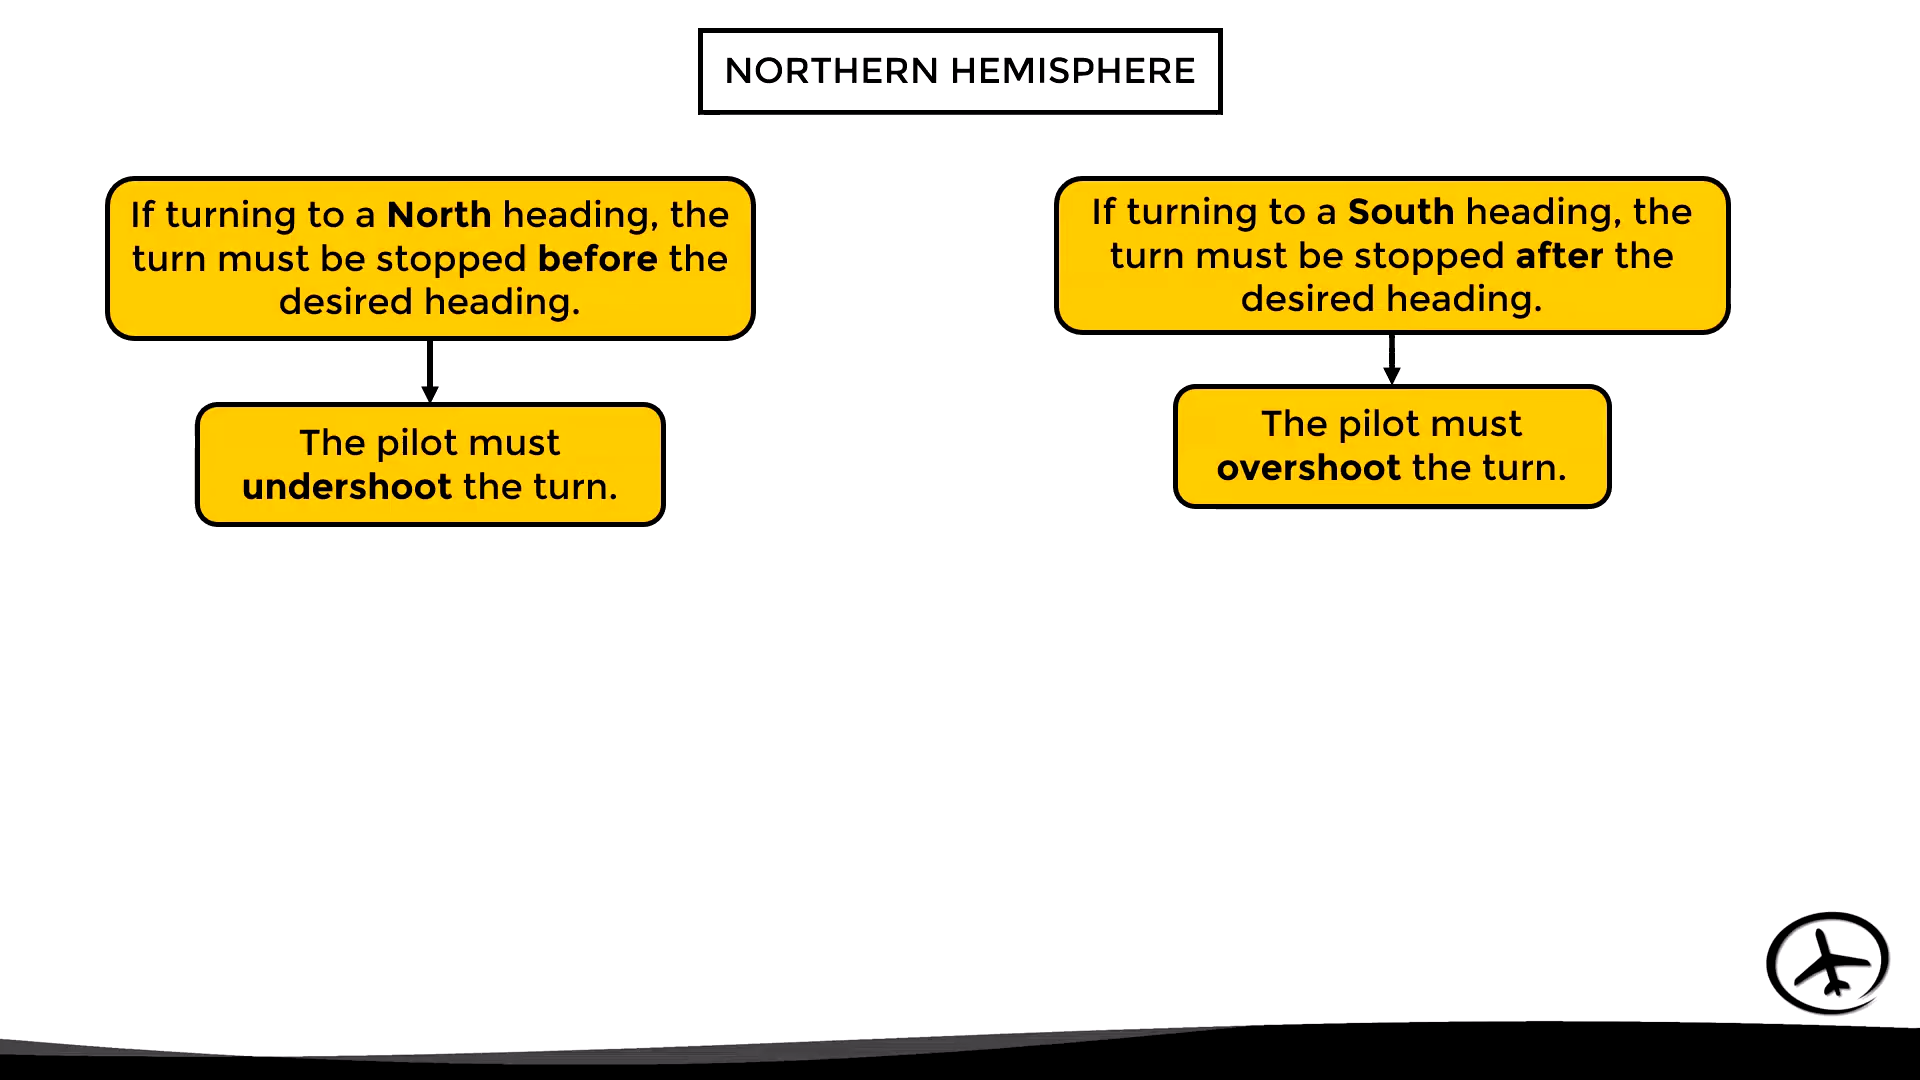 NORTHERN HEMISPHERE
If turning to a North heading, the
turn must be stopped before the
desired heading.
The pilot must
undershoot the turn.
If turning to a South heading, the
turn must be stopped after the
desired heading.
The pilot must
overshoot the turn.